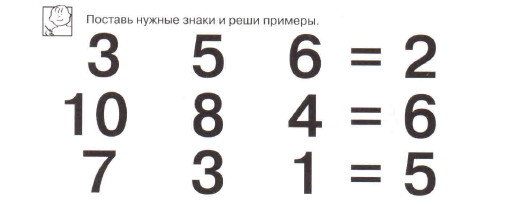 Поставь нужные знаки и реши примеры.
3 5 6 = 2
10 8 4 = 6
7 3 1 = 5